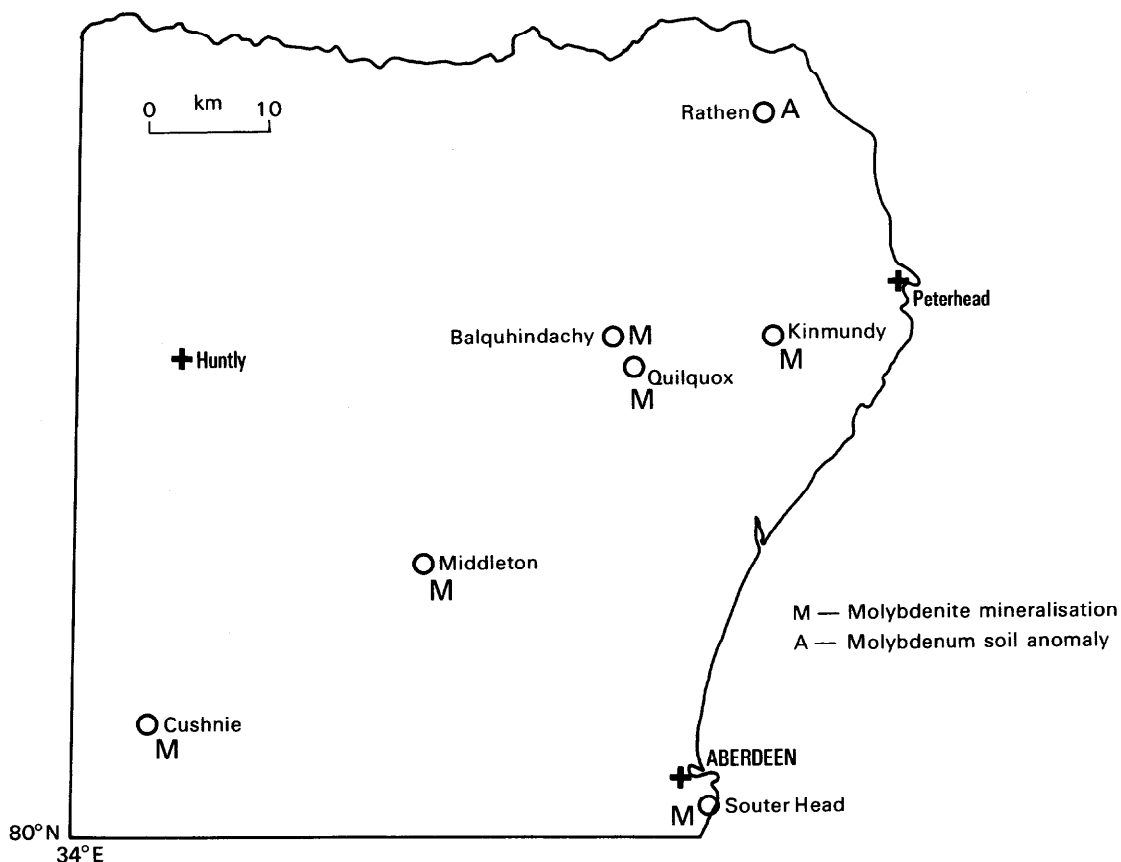 0 km 10
Rathen A
Peterhead
Balquhindachy M
Kinmundy
M
Huntly
Quilquox
M
Middleton
M
M — Molybdenite mineralisation
A — Molybdenum soil anomaly
Cushnie
M
ABERDEEN
M Souter Head
80°N
34°E